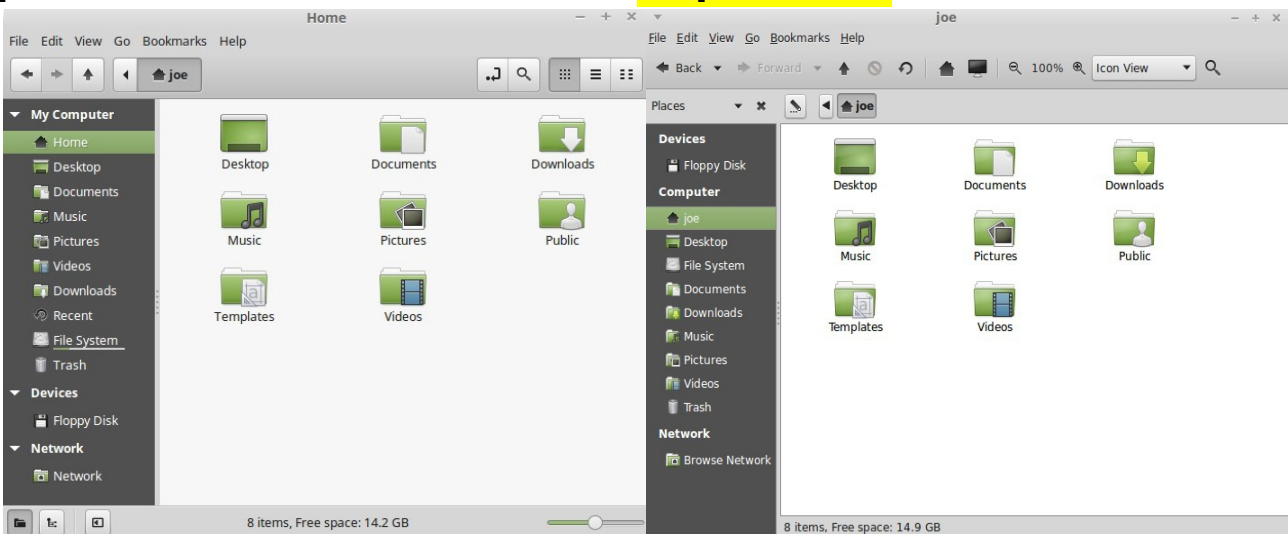 Home
File Edit View Go Bookmarks Help
joe
My Computer
Home
Desktop
Documents
Music
Pictures
Videos
Downloads
Recent
File System
Trash
Devices
Floppy Disk
Network
Network
Desktop Documents Downloads
Music Pictures Public
Templates Videos
8 items, Free space: 14.2 GB
joe
File Edit View Go Bookmarks Help
Back Forward 100% Icon View
Places joe
Devices
Floppy Disk
Computer
joe
Desktop
File System
Documents
Downloads
Music
Pictures
Videos
Trash
Network
Browse Network
Desktop Documents Downloads
Music Pictures Public
Templates Videos
8 items, Free space: 14.9 GB